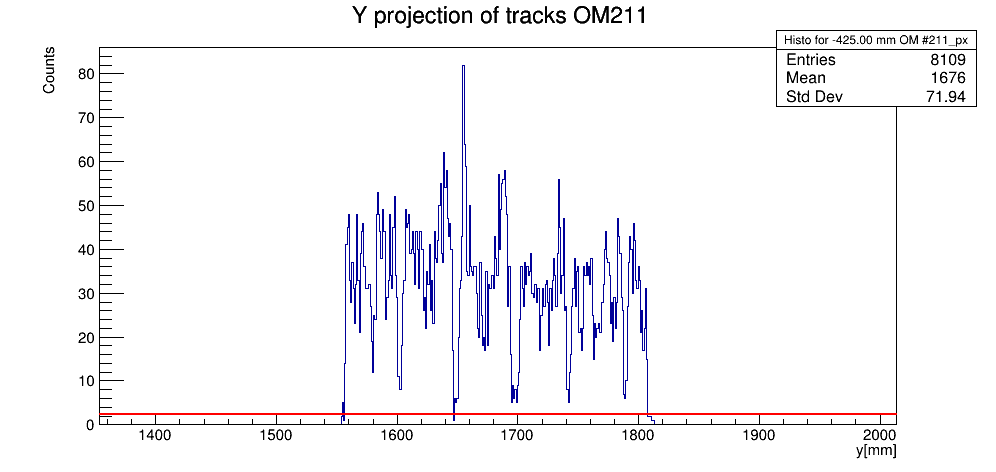 Y projection of tracks OM211
Histo for -425.00 mm OM #211_px
Entries 8109
Mean 1676
Std Dev 71.94
Counts
80
70
60
50
40
30
20
10
0
1400 1500 1600 1700 1800 1900 2000
y[mm]